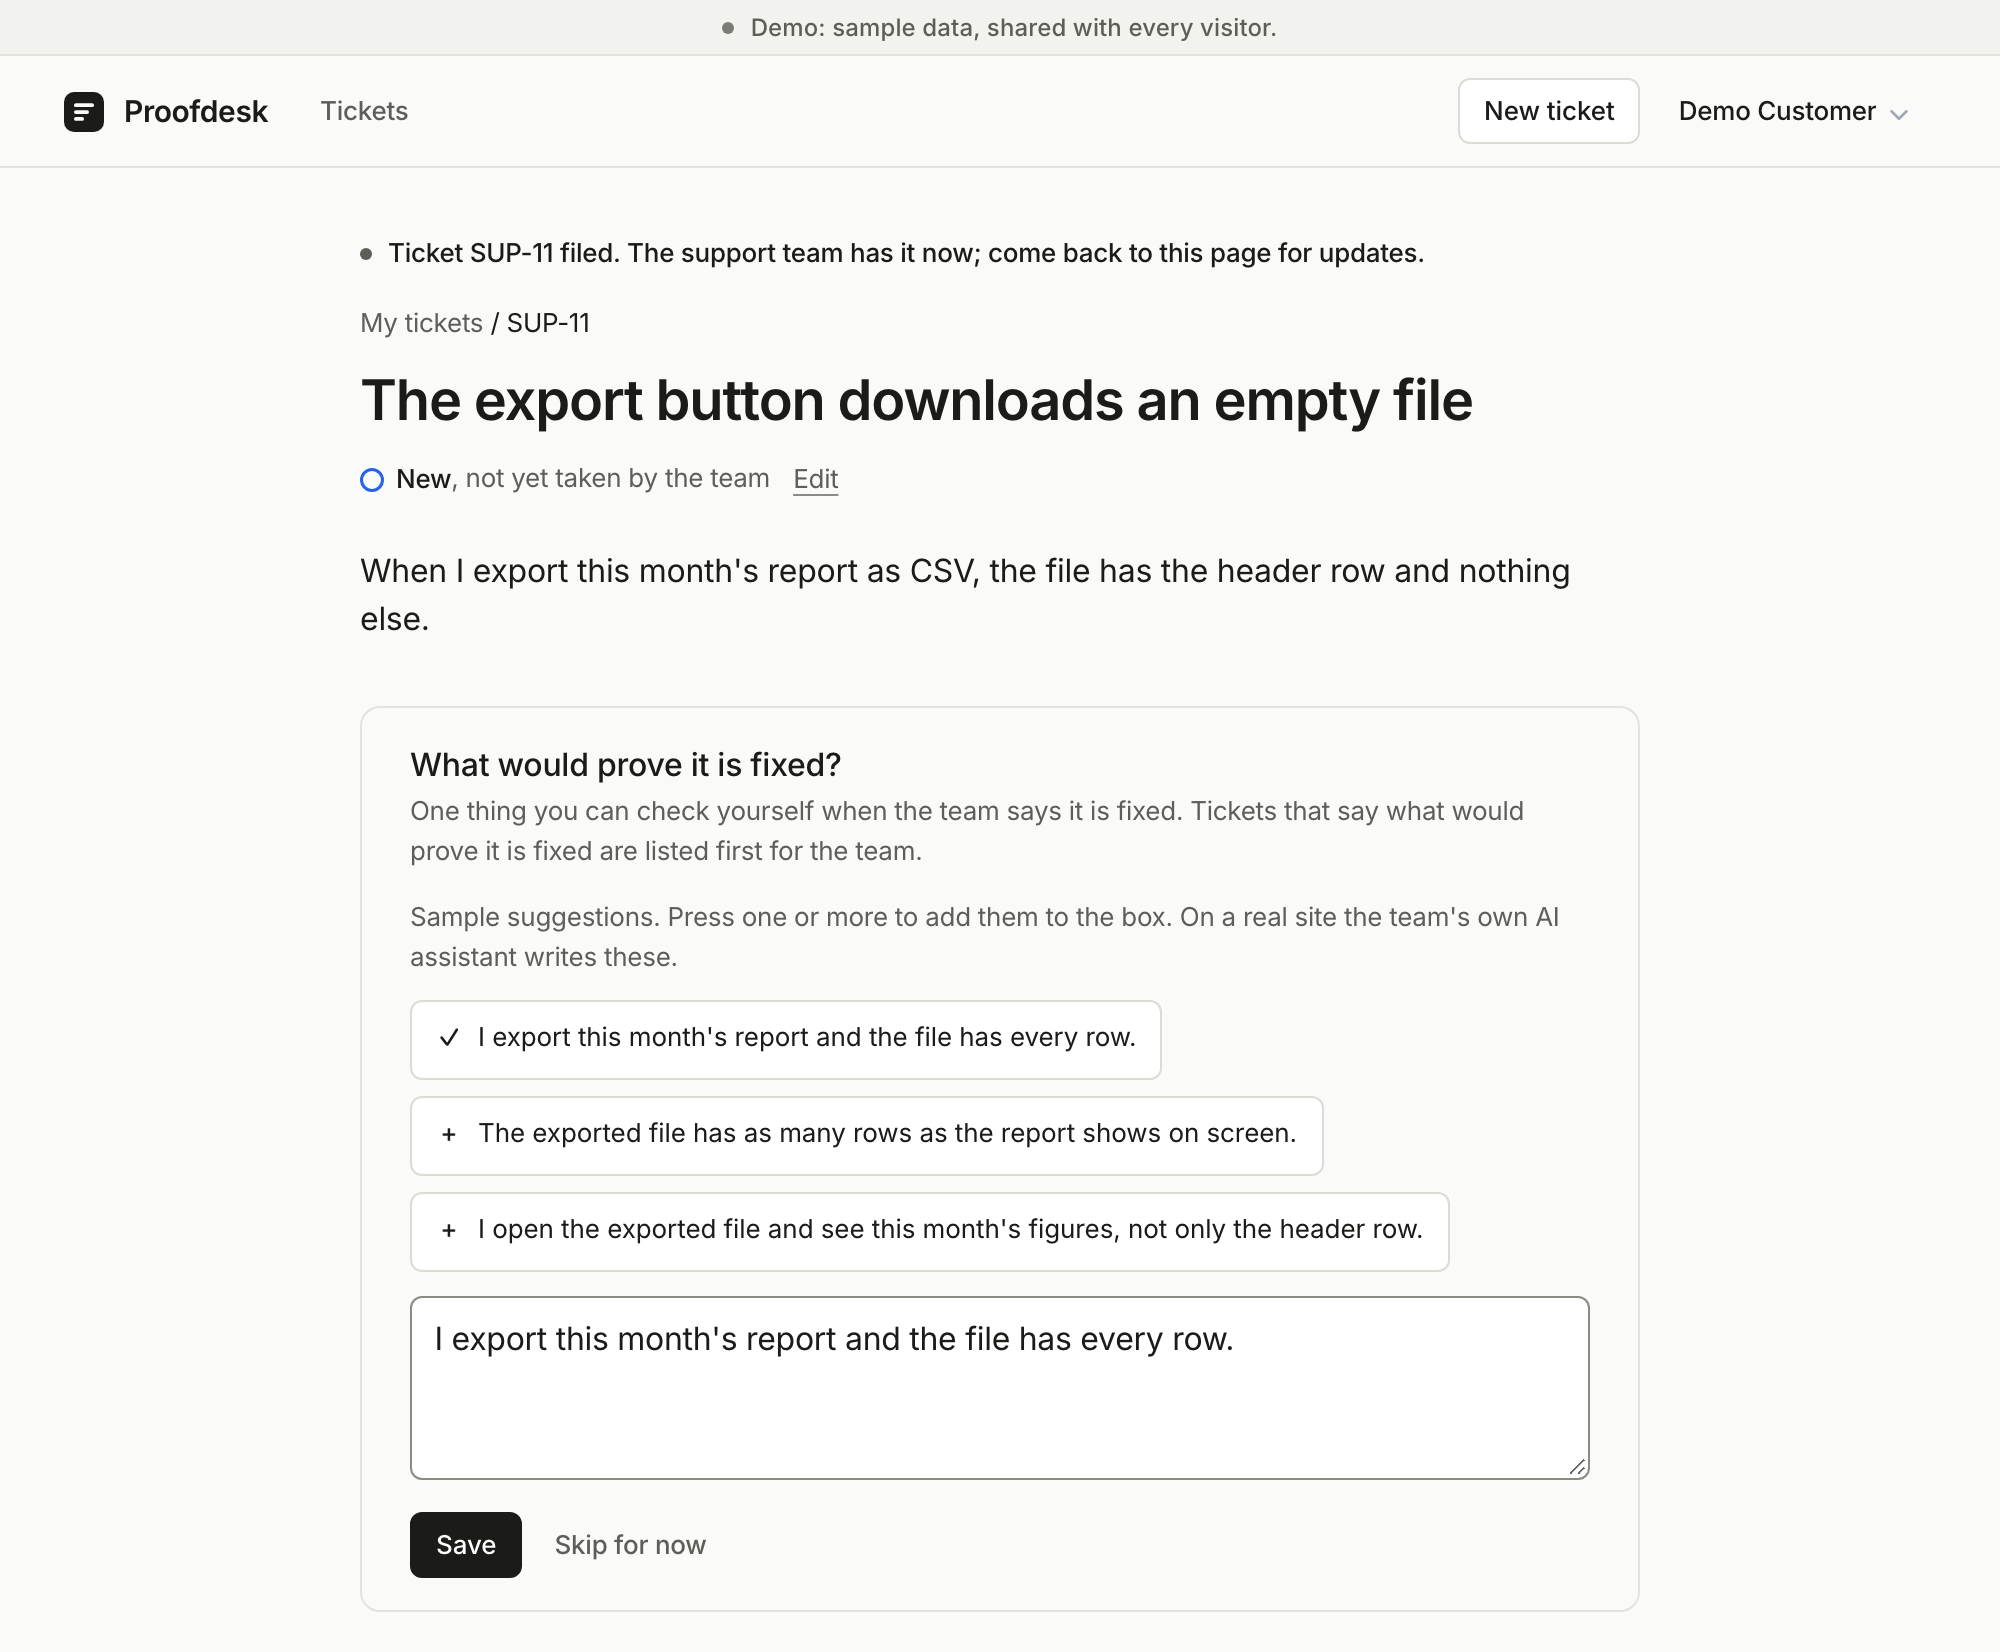 Demo: sample data, shared with every visitor.
Proofdesk
Tickets
New ticket
Demo Customer
Ticket SUP-11 filed. The support team has it now; come back to this page for updates.
My tickets / SUP-11
The export button downloads an empty file
New, not yet taken by the team
Edit
When I export this month's report as CSV, the file has the header row and nothing
else.
What would prove it is fixed?
One thing you can check yourself when the team says it is fixed. Tickets that say what would
prove it is fixed are listed first for the team.
Sample suggestions. Press one or more to add them to the box. On a real site the team's own AI
assistant writes these.
✓ I export this month's report and the file has every row.
+ The exported file has as many rows as the report shows on screen.
+ I open the exported file and see this month's figures, not only the header row.
I export this month's report and the file has every row.
Save
Skip for now